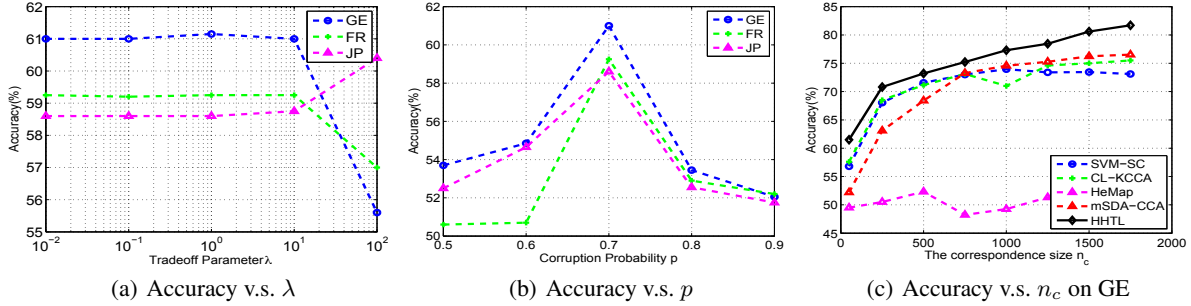 62
61
60
59
58
57
56
55
Accuracy(%)
10^-2
10^-1
10^0
10^1
10^2
Tradeoff Parameter λ
GE
FR
JP
(a) Accuracy v.s. λ
62
60
58
56
54
52
50
Accuracy(%)
0.5
0.6
0.7
0.8
0.9
Corruption Probability p
GE
FR
JP
(b) Accuracy v.s. p
85
80
75
70
65
60
55
50
45
Accuracy(%)
0
500
1000
1500
2000
The correspondence size n_c
SVM-SC
CL-KCCA
HeMap
mSDA-CCA
HHTL
(c) Accuracy v.s. n_c on GE